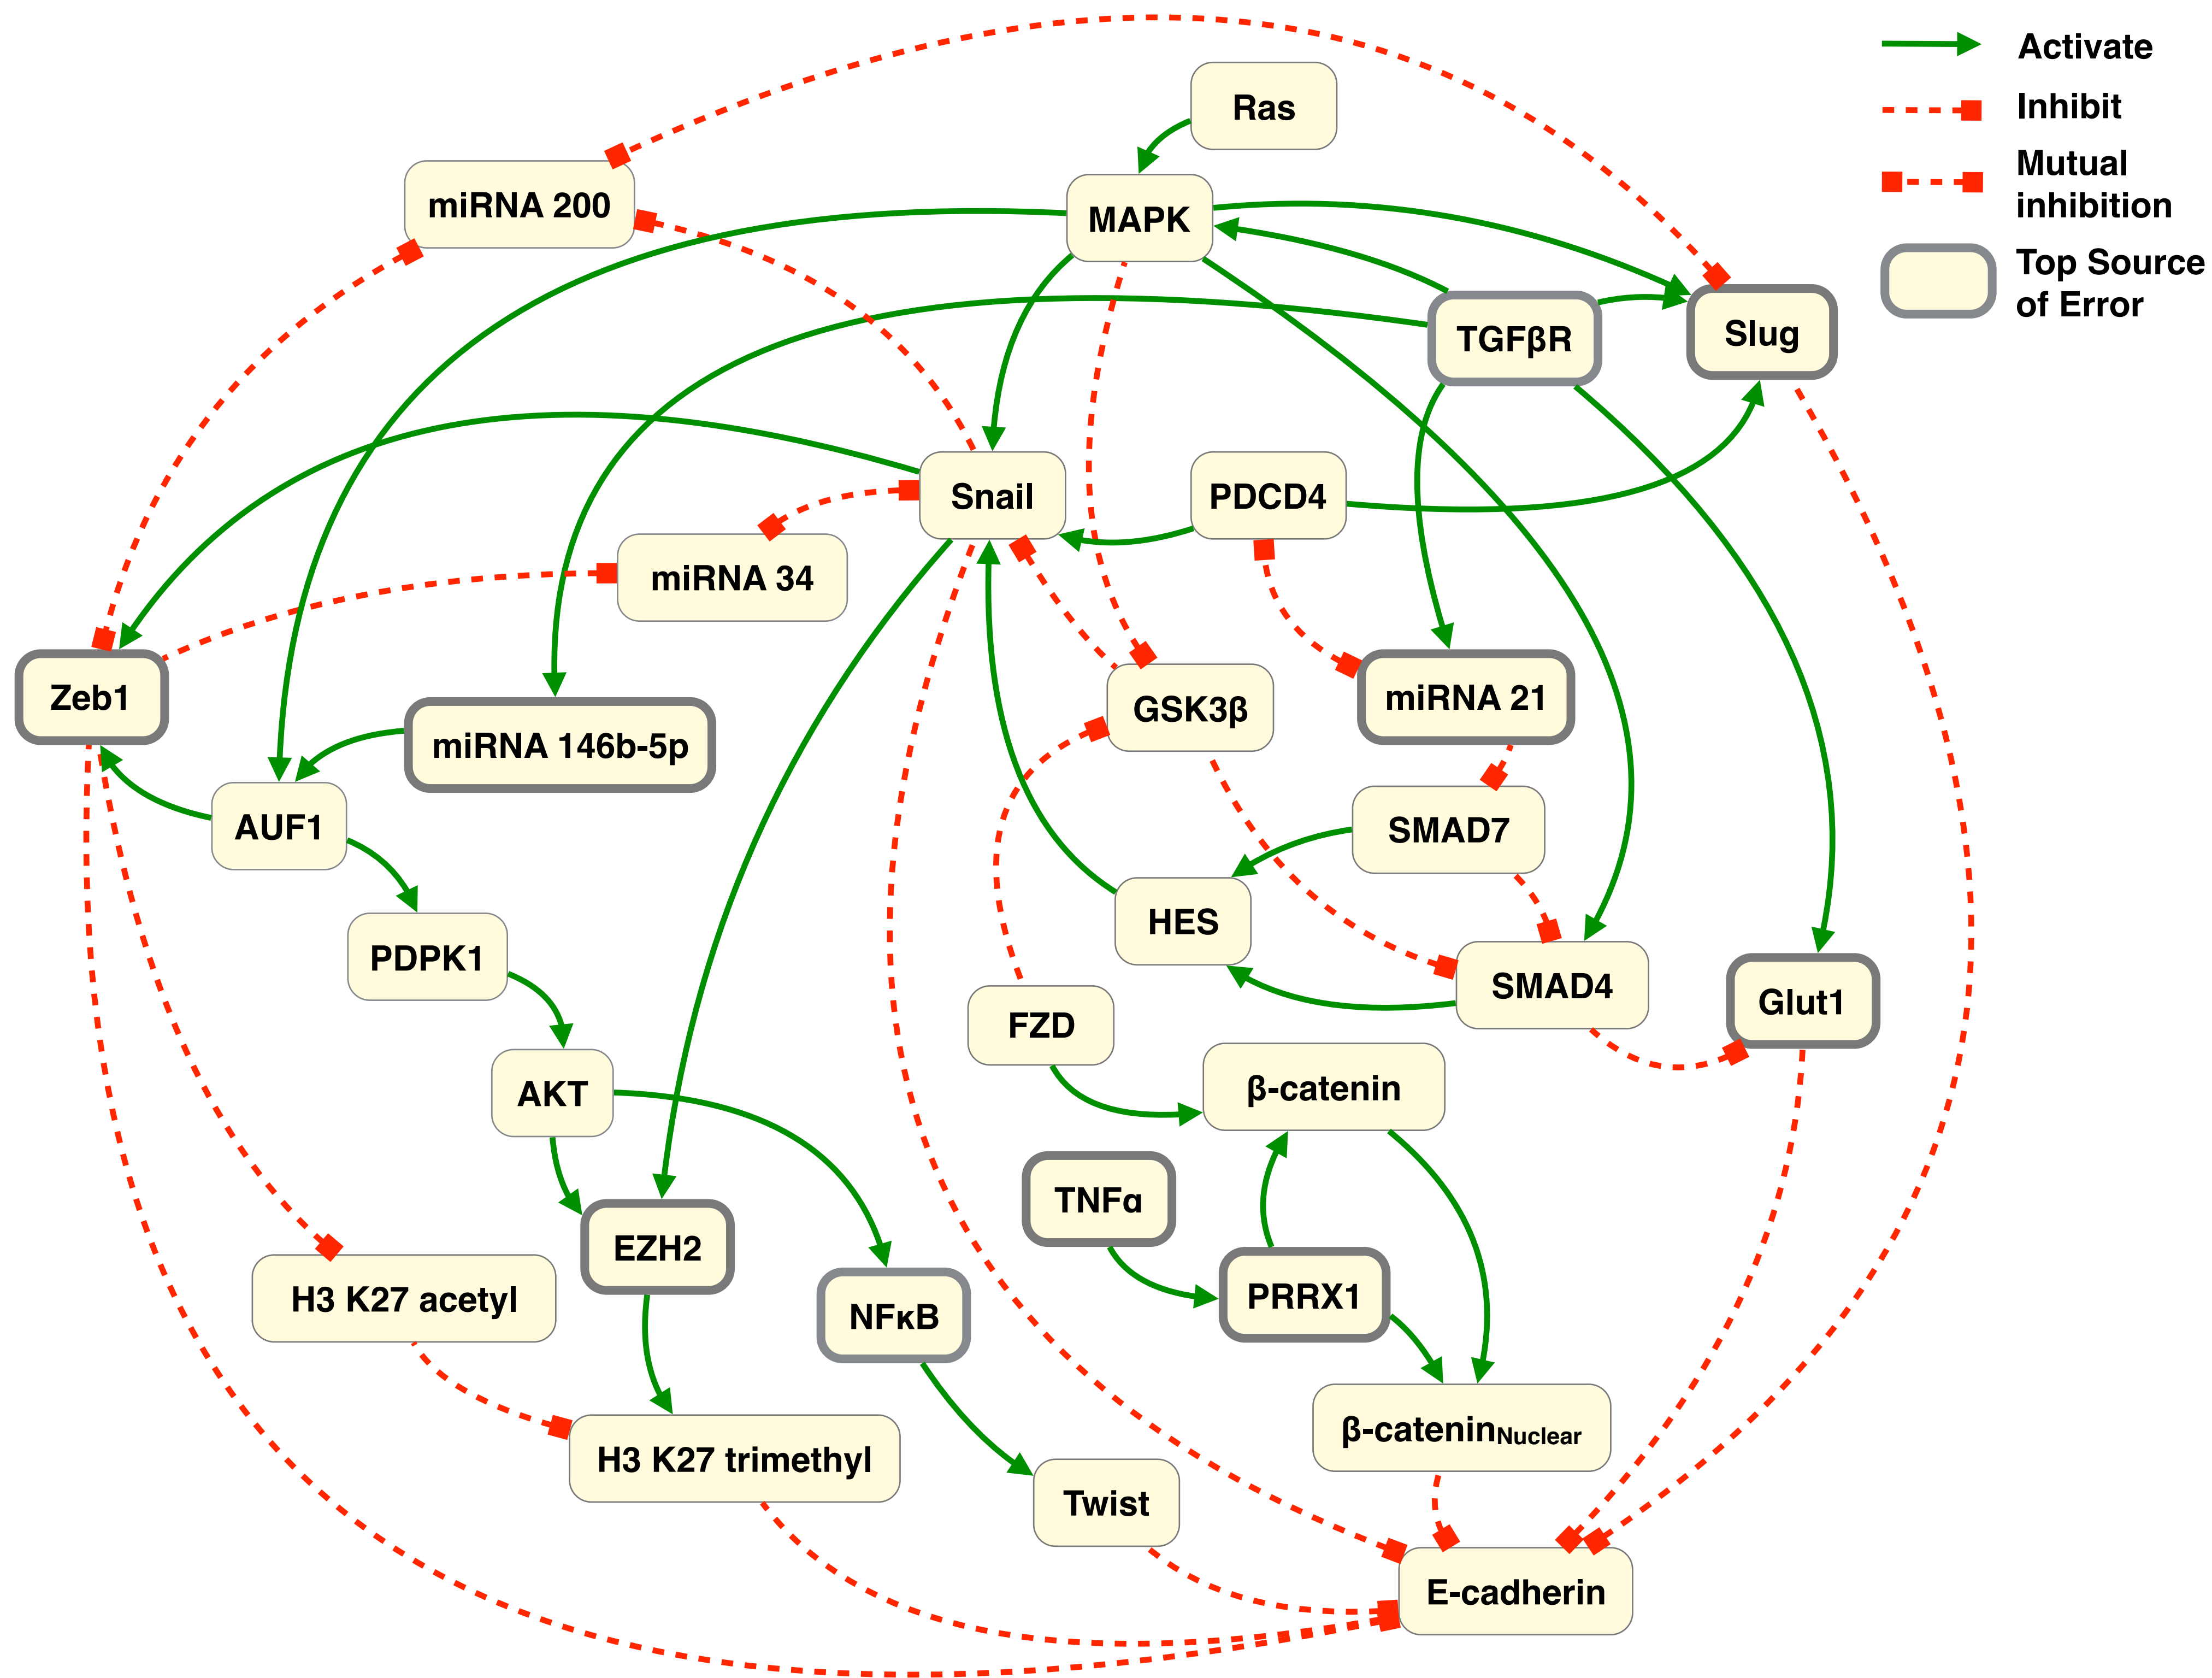 Activate
Ras
Inhibit
Mutual
inhibition
miRNA 200
MAPK
Top Source
of Error
TGFβR
Slug
Snail
PDCD4
miRNA 34
Zeb1
miRNA 146b-5p
GSK3β
miRNA 21
AUF1
SMAD7
HES
PDPK1
SMAD4
Glut1
FZD
AKT
β-catenin
TNFα
EZH2
PRRX1
H3 K27 acetyl
NFκB
β-cateninNuclear
H3 K27 trimethyl
Twist
E-cadherin